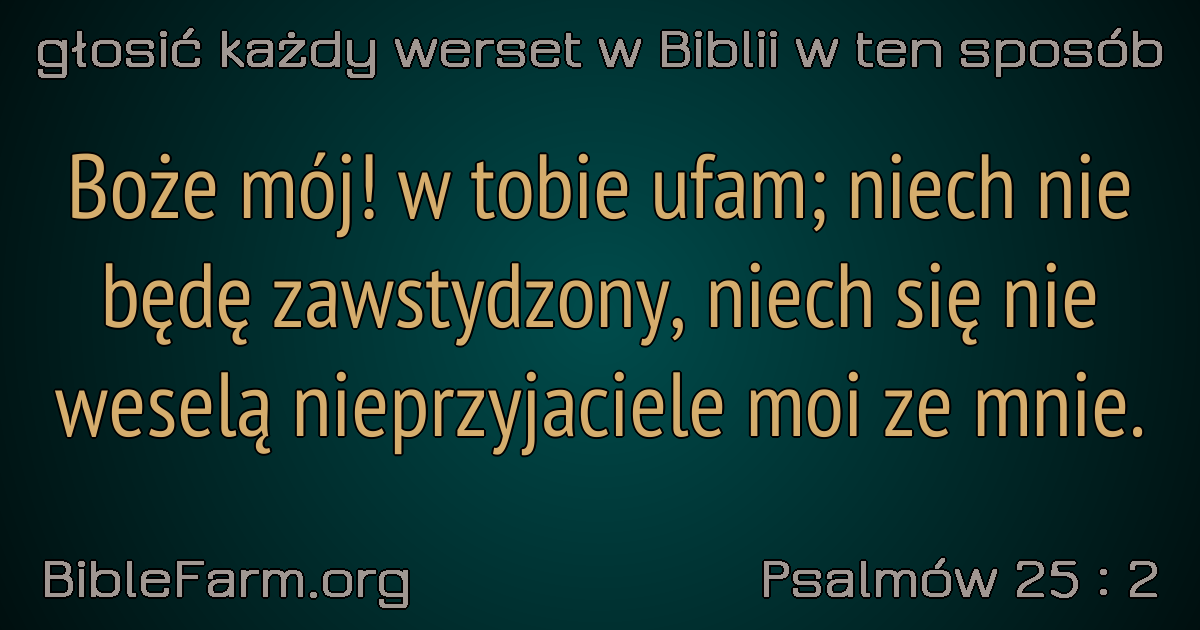 głosić każdy werset w Biblii w ten sposób
Boże mój! w tobie ufam; niech nie
będę zawstydzony, niech się nie
weselą nieprzyjaciele moi ze mnie.
BibleFarm.org
Psalmów 25 : 2